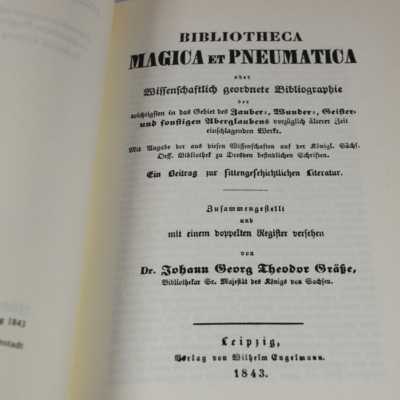 BIBLIOTHECA
MAGICA ET PNEUMATICA
oder
Wissenschaftlich geordnete Bibliographie
der
wichtigsten in das Gebiet des Zauber-, Wunder-, Geister-
und sonstigen Aberglaubens vorzüglich älterer Zeit
einschlagenden Werke.
Mit Angabe der aus diesen Wissenschaften auf der Königl. Sächs.
Oeff. Bibliothek zu Dresden befindlichen Schriften.
Ein Beitrag zur sittengeschichtlichen Literatur.
Zusammengestellt
und
mit einem doppelten Register versehen
von
Dr. Johann Georg Theodor Gräße,
Bibliothekar Sr. Majestät des Königs von Sachsen.
Leipzig,
Verlag von Wilhelm Engelmann.
1843.
1843